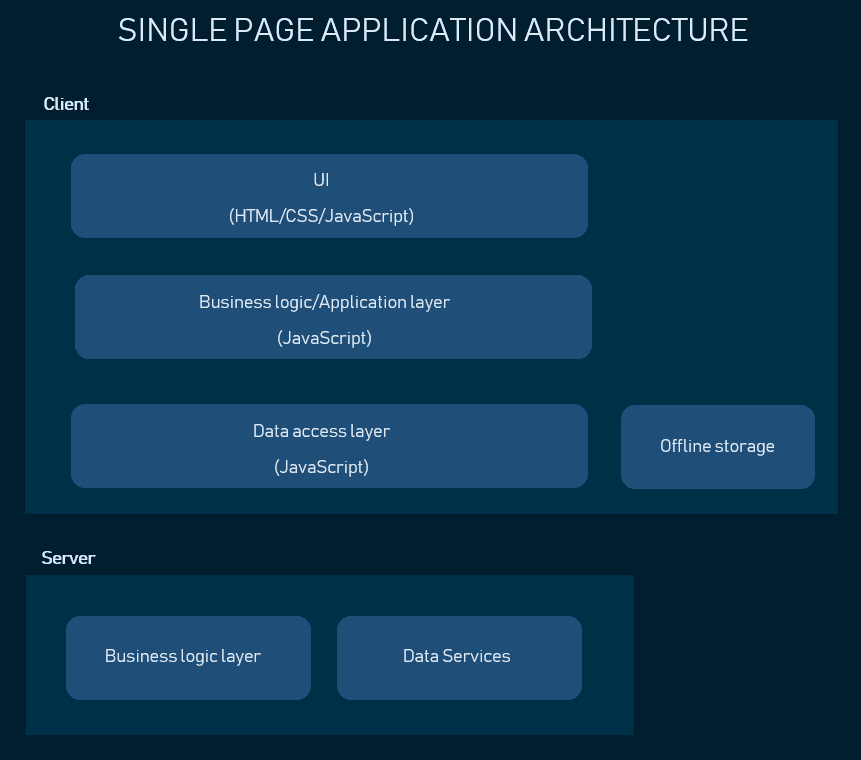 SINGLE PAGE APPLICATION ARCHITECTURE
Client
UI
(HTML/CSS/JavaScript)
Business logic/Application layer
(JavaScript)
Data access layer
(JavaScript)
Offline storage
Server
Business logic layer
Data Services